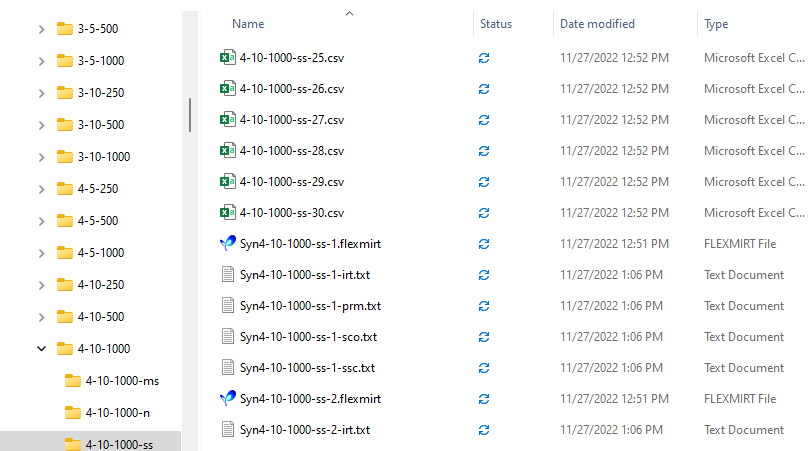 3-5-500
3-5-1000
3-10-250
3-10-500
3-10-1000
4-5-250
4-5-500
4-5-1000
4-10-250
4-10-500
4-10-1000
4-10-1000-ms
4-10-1000-n
4-10-1000-ss
Name Status Date modified Type
4-10-1000-ss-25.csv 11/27/2022 12:52 PM Microsoft Excel C...
4-10-1000-ss-26.csv 11/27/2022 12:52 PM Microsoft Excel C...
4-10-1000-ss-27.csv 11/27/2022 12:52 PM Microsoft Excel C...
4-10-1000-ss-28.csv 11/27/2022 12:52 PM Microsoft Excel C...
4-10-1000-ss-29.csv 11/27/2022 12:52 PM Microsoft Excel C...
4-10-1000-ss-30.csv 11/27/2022 12:52 PM Microsoft Excel C...
Syn4-10-1000-ss-1.flexmirt 11/27/2022 12:51 PM FLEXMIRT File
Syn4-10-1000-ss-1-irt.txt 11/27/2022 1:06 PM Text Document
Syn4-10-1000-ss-1-prm.txt 11/27/2022 1:06 PM Text Document
Syn4-10-1000-ss-1-sco.txt 11/27/2022 1:06 PM Text Document
Syn4-10-1000-ss-1-ssc.txt 11/27/2022 1:06 PM Text Document
Syn4-10-1000-ss-2.flexmirt 11/27/2022 12:51 PM FLEXMIRT File
Syn4-10-1000-ss-2-irt.txt 11/27/2022 1:06 PM Text Document